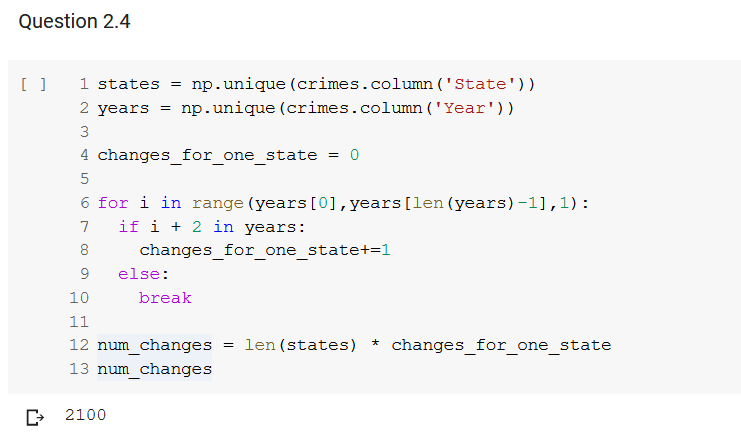 Question 2.4
[ ] 1 states = np.unique(crimes.column('State'))
2 years = np.unique(crimes.column('Year'))
3
4 changes_for_one_state = 0
5
6 for i in range(years[0],years[len(years)-1],1):
7   if i + 2 in years:
8     changes_for_one_state+=1
9   else:
10     break
11
12 num_changes = len(states) * changes_for_one_state
13 num_changes
2100